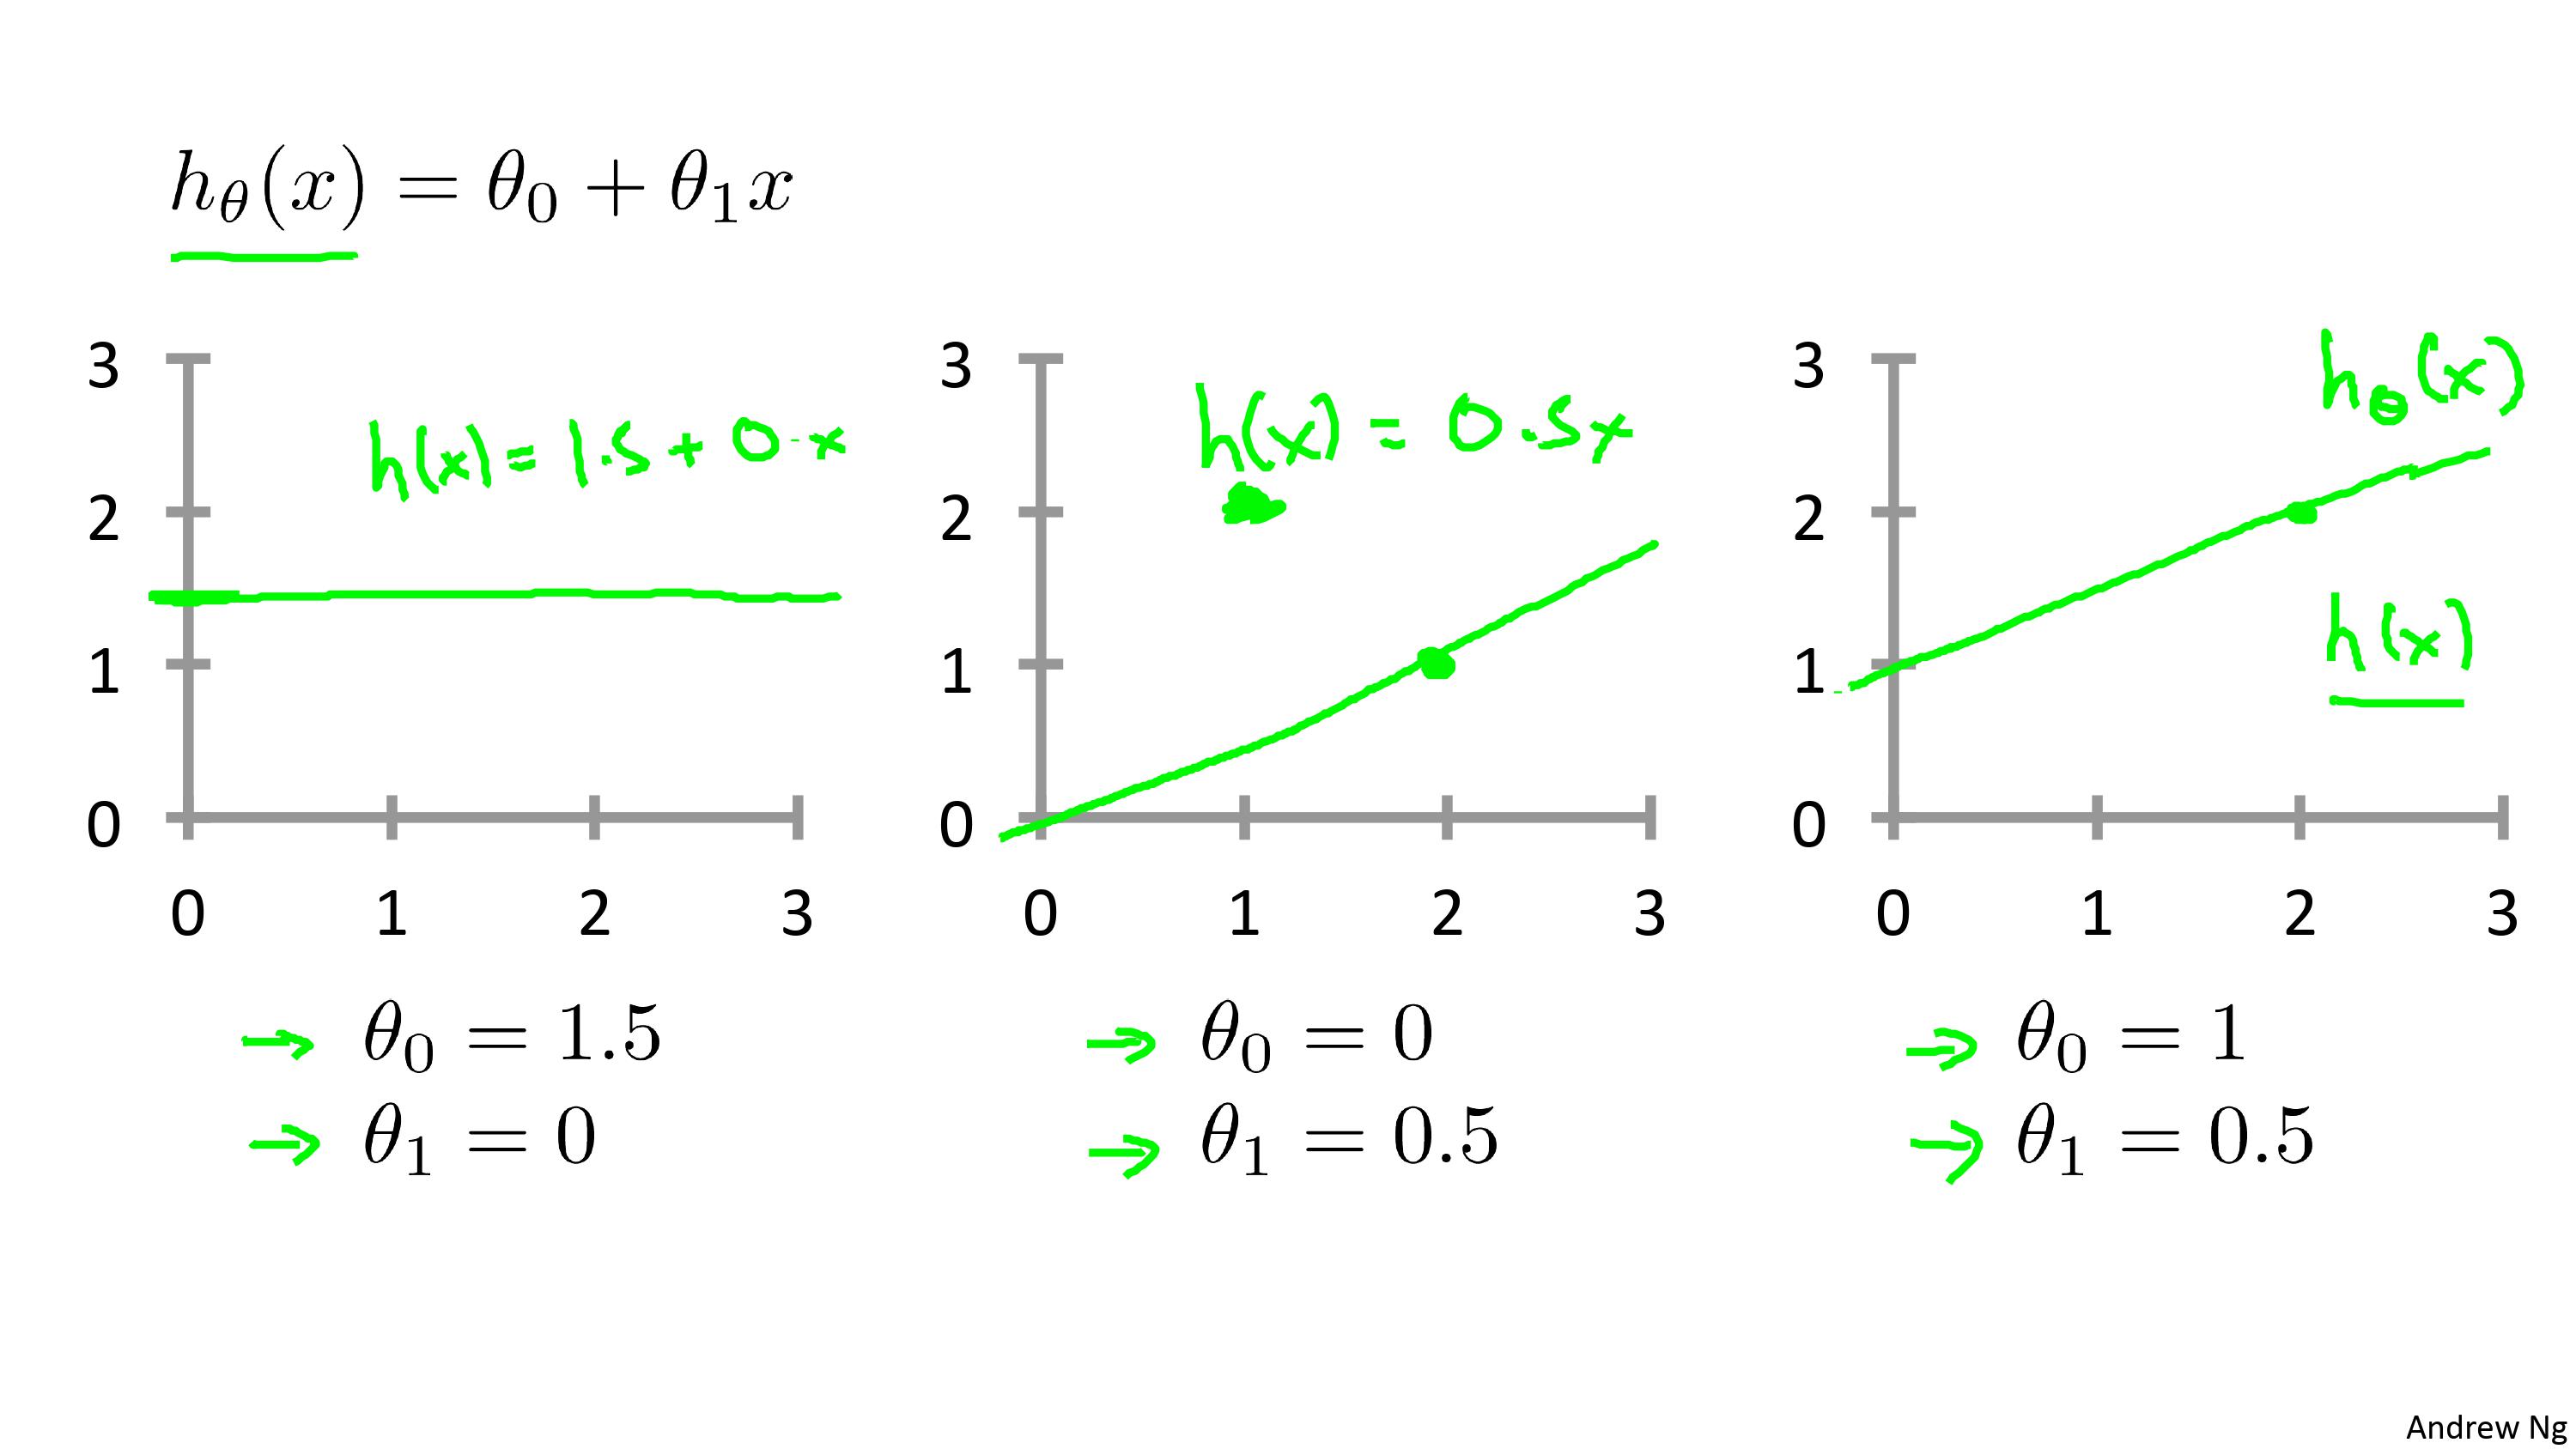 hθ(x) = θ0 + θ1x
3
2
1
0
0 1 2 3
h(x) = 1.5 + 0·x
→ θ0 = 1.5
→ θ1 = 0
3
2
1
0
0 1 2 3
h(x) = 0.5x
→ θ0 = 0
→ θ1 = 0.5
3
2
1
0
0 1 2 3
hθ(x)
h(x)
→ θ0 = 1
→ θ1 = 0.5
Andrew Ng